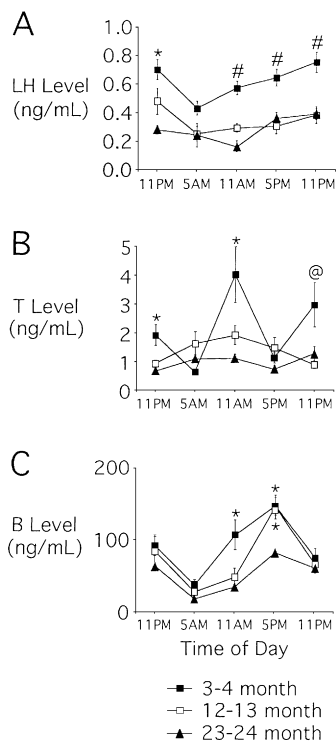 A
LH Level
(ng/mL)
1.0
0.8
0.6
0.4
0.2
0.0
*
#
#
#
11PM 5AM 11AM 5PM 11PM
B
T Level
(ng/mL)
5
4
3
2
1
0
*
*
@
11PM 5AM 11AM 5PM 11PM
C
B Level
(ng/mL)
200
100
0
*
*
*
11PM 5AM 11AM 5PM 11PM
Time of Day
3-4 month
12-13 month
23-24 month